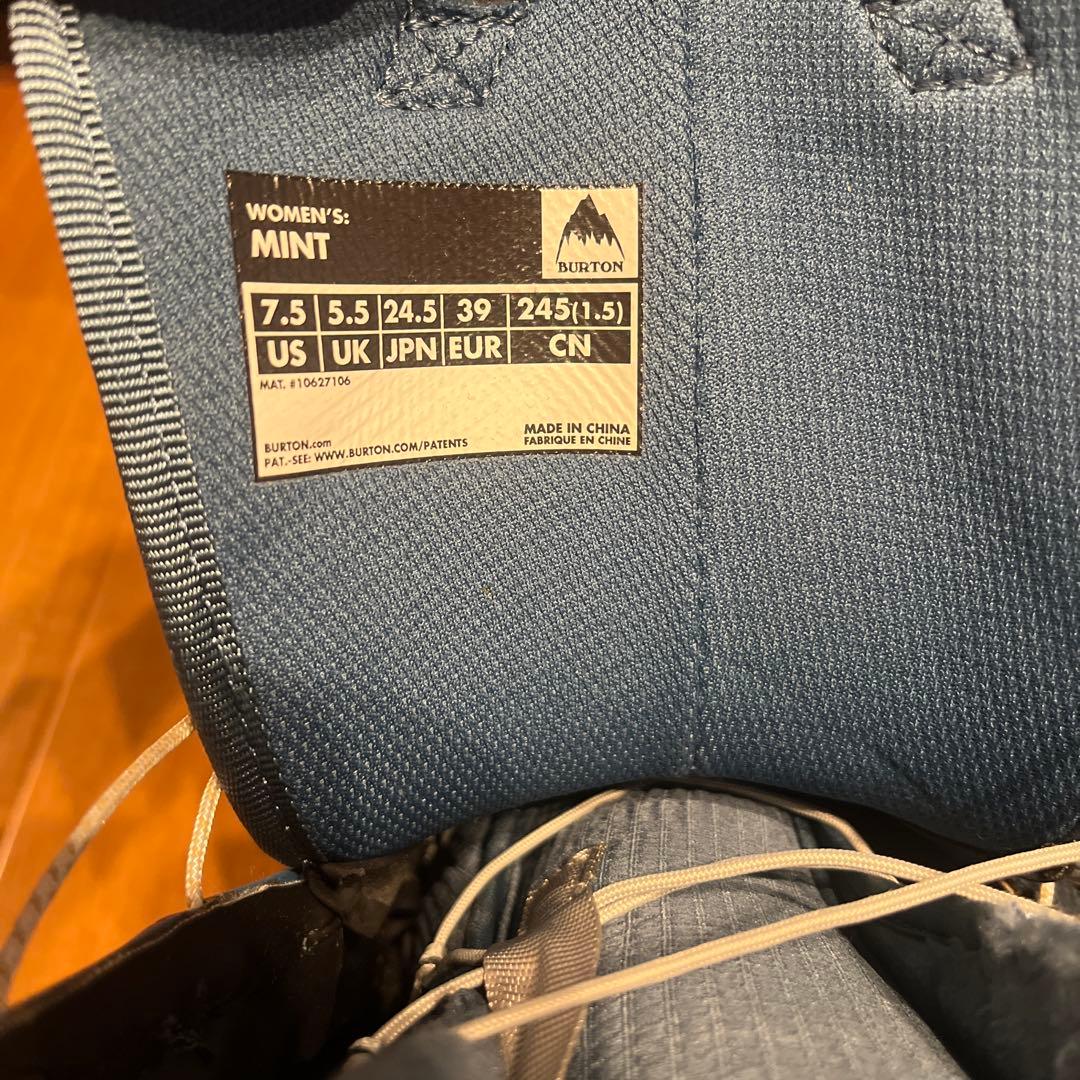 WOMEN'S:
MINT
BURTON
7.5 5.5 24.5 39 245(1.5)
US UK JPN EUR CN
MAT. #10627106
BURTON.com
PAT.-SEE: WWW.BURTON.COM/PATENTS
MADE IN CHINA
FABRIQUE EN CHINE